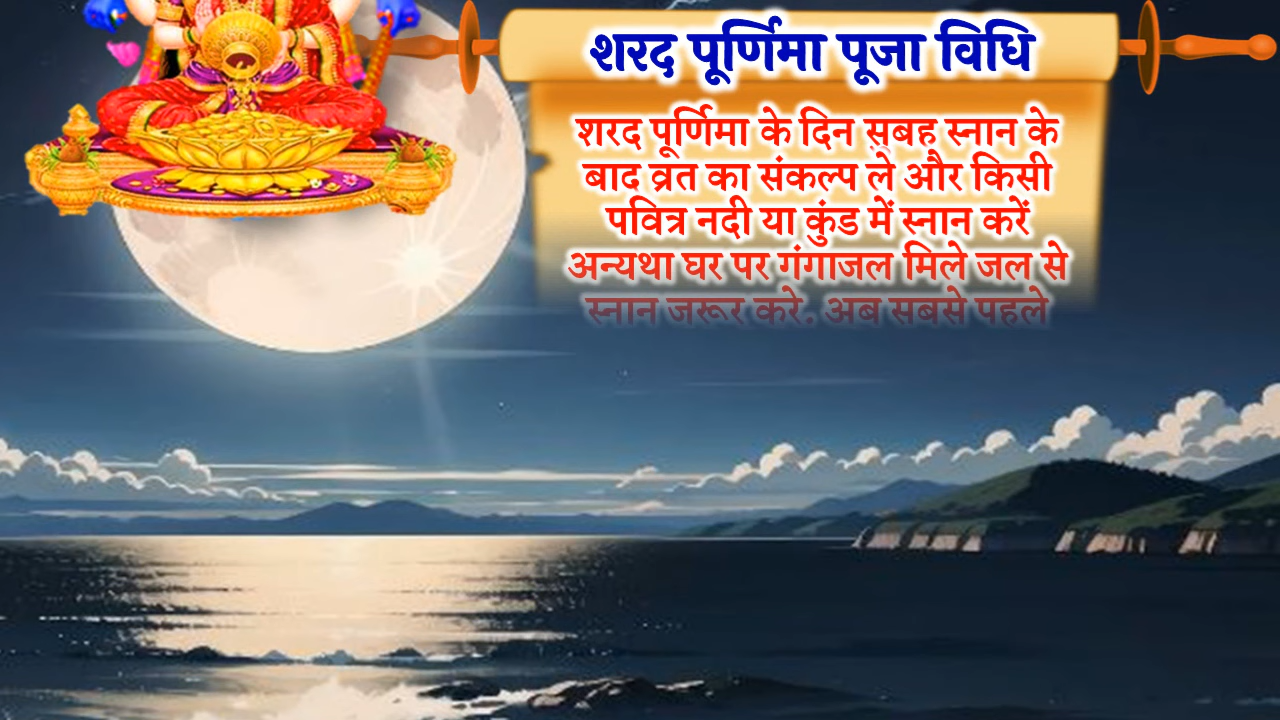 शरद पूर्णिमा पूजा विधि
शरद पूर्णिमा के दिन सुबह स्नान के
बाद व्रत का संकल्प ले और किसी
पवित्र नदी या कुंड में स्नान करें
अन्यथा घर पर गंगाजल मिले जल से
स्नान जरूर करे. अब सबसे पहले